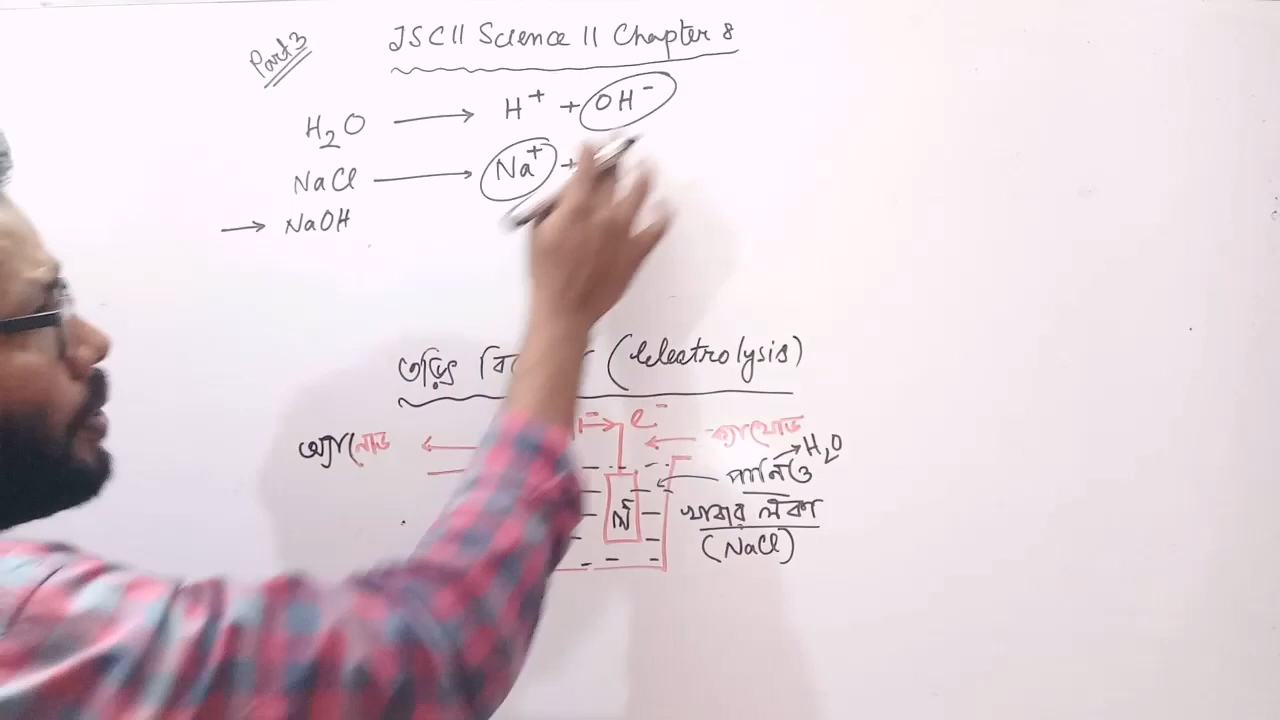 Part 3
JSC || Science || Chapter 8
H₂O → H⁺ + OH⁻
NaCl → Na⁺ +
→ NaOH
তড়িৎ (electrolysis)
e⁻
অ্যানোড ← ← ক্যাথোড
পানি ও → H₂O
খাবার লবণ
(NaCl)